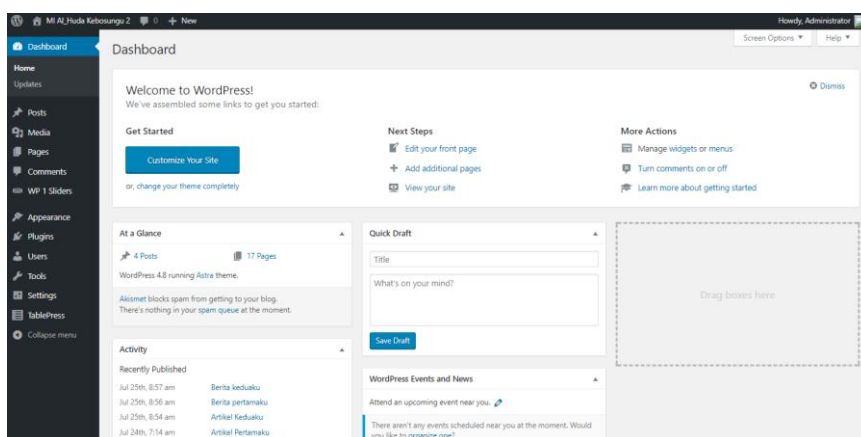 MI Al_Huda Kebosungu 2 0 + New
Howdy, Administrator
Screen Options ▼ Help ▼
Dashboard
Home
Updates
Posts
Media
Pages
Comments
WP 1 Sliders
Appearance
Plugins
Users
Tools
Settings
TablePress
Collapse menu
Dashboard
Welcome to WordPress!
We've assembled some links to get you started:
Dismiss
Get Started
Customize Your Site
or, change your theme completely
Next Steps
Edit your front page
Add additional pages
View your site
More Actions
Manage widgets or menus
Turn comments on or off
Learn more about getting started
At a Glance
4 Posts 17 Pages
WordPress 4.8 running Astra theme.
Akismet blocks spam from getting to your blog.
There's nothing in your spam queue at the moment.
Activity
Recently Published
Jul 25th, 8:57 am Berita keduaku
Jul 25th, 8:56 am Berita pertamaku
Jul 25th, 8:54 am Artikel Keduaku
Jul 24th, 7:14 am Artikel Pertamaku
Quick Draft
Title
What's on your mind?
Save Draft
WordPress Events and News
Attend an upcoming event near you.
There aren't any events scheduled near you at the moment. Would
you like to organize one?
Drag boxes here